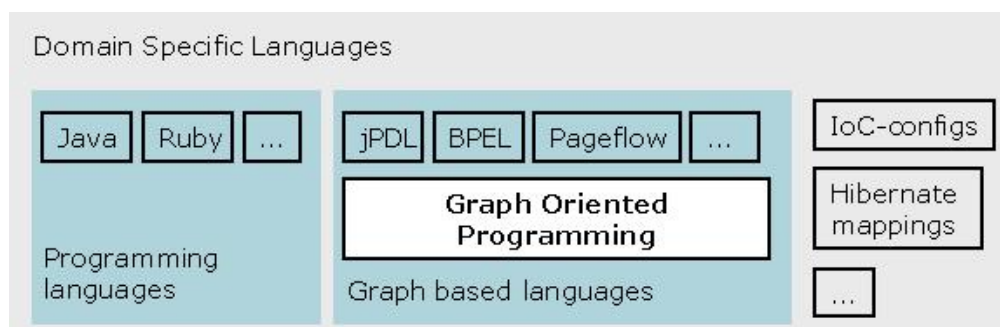 Domain Specific Languages
Java
Ruby
...
Programming
languages
jPDL
BPEL
Pageflow
...
Graph Oriented
Programming
Graph based languages
IoC-configs
Hibernate
mappings
...